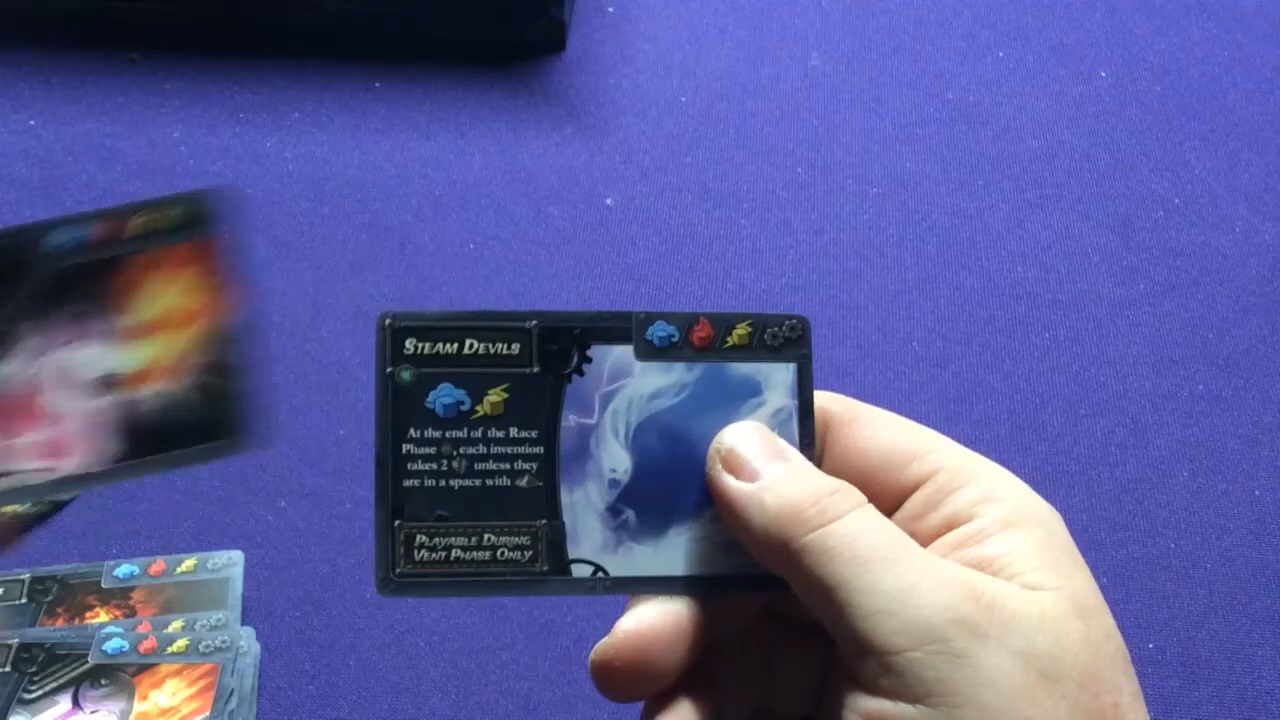 STEAM DEVILS
At the end of the Race
Phase , each invention
takes 2 unless they
are in a space with .
PLAYABLE DURING
VENT PHASE ONLY